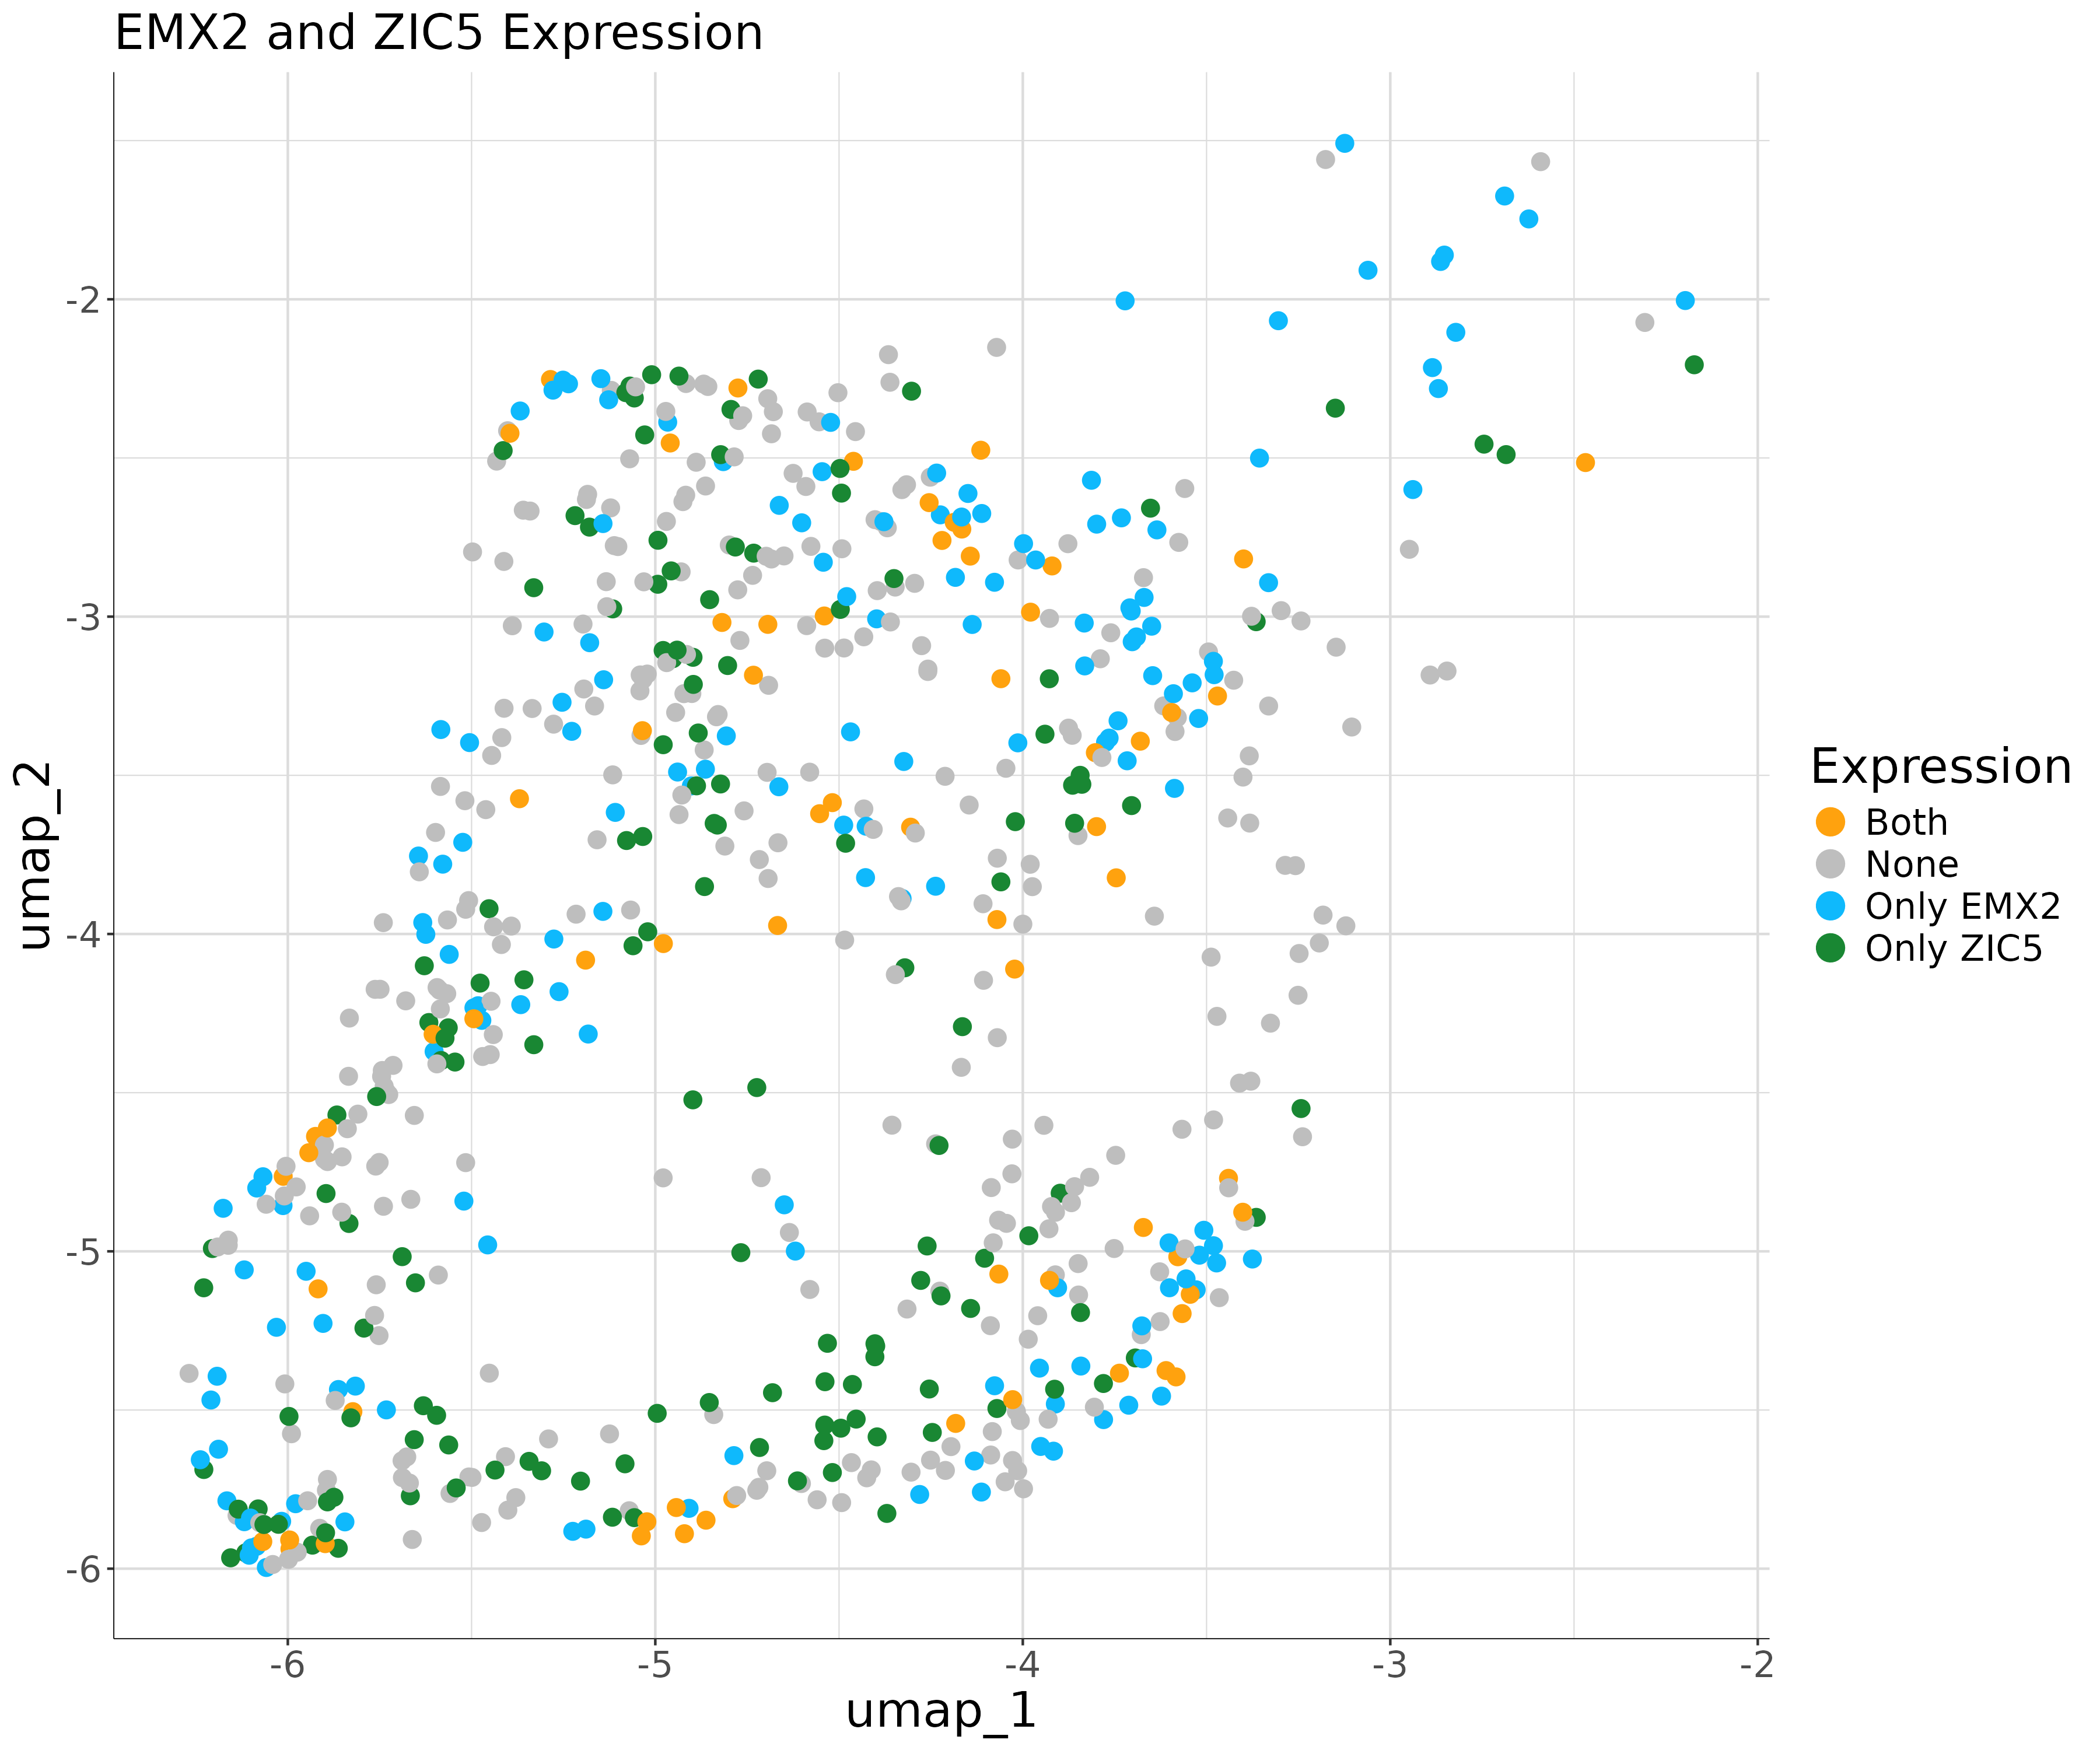 EMX2 and ZIC5 Expression
umap_2
-2
-3
-4
-5
-6
-6 -5 -4 -3 -2
umap_1
Expression
Both
None
Only EMX2
Only ZIC5